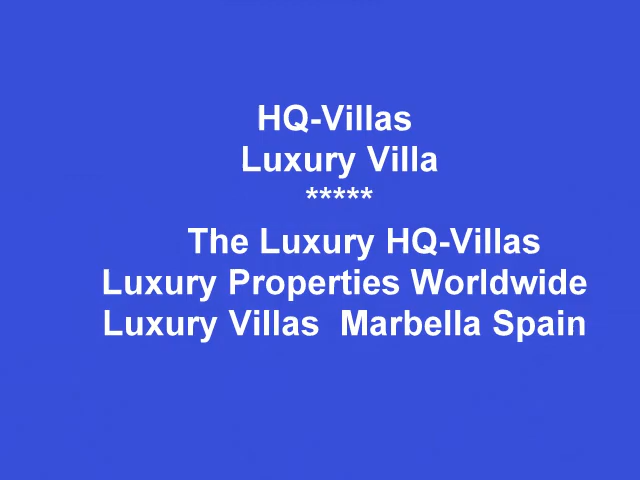 HQ-Villas
Luxury Villa
*****
The Luxury HQ-Villas
Luxury Properties Worldwide
Luxury Villas  Marbella Spain